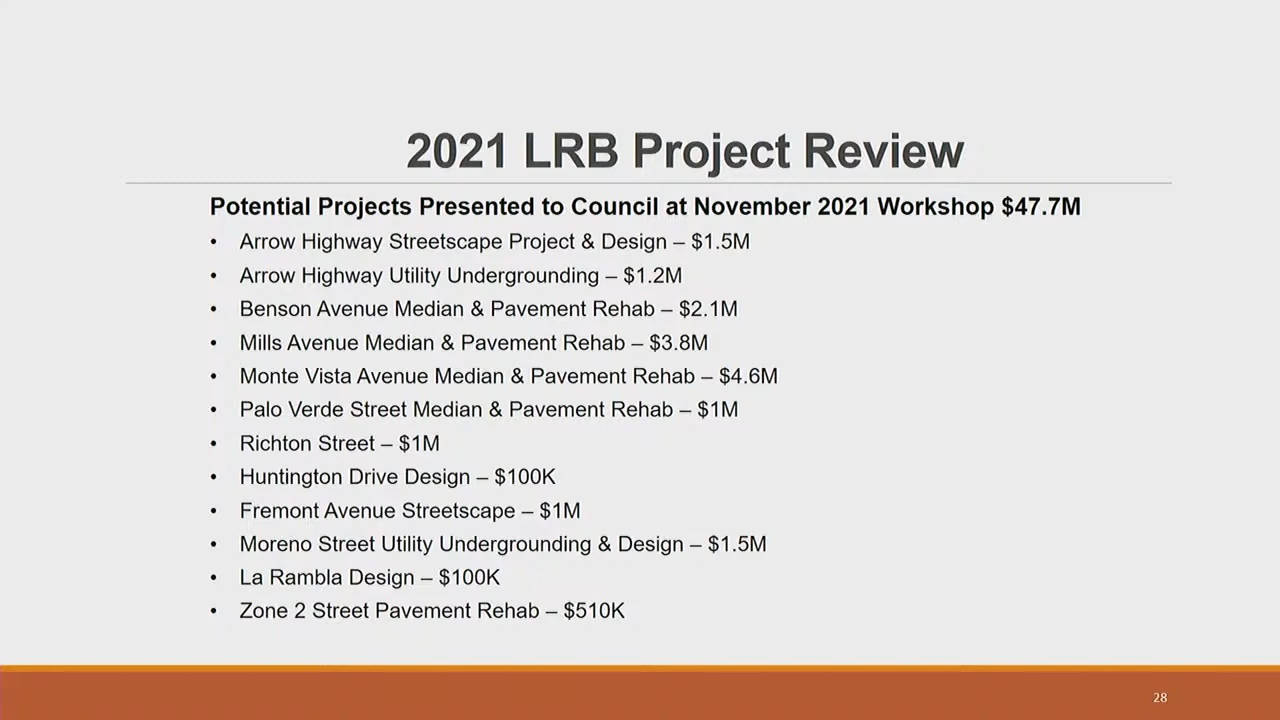 2021 LRB Project Review
Potential Projects Presented to Council at November 2021 Workshop $47.7M
• Arrow Highway Streetscape Project & Design – $1.5M
• Arrow Highway Utility Undergrounding – $1.2M
• Benson Avenue Median & Pavement Rehab – $2.1M
• Mills Avenue Median & Pavement Rehab – $3.8M
• Monte Vista Avenue Median & Pavement Rehab – $4.6M
• Palo Verde Street Median & Pavement Rehab – $1M
• Richton Street – $1M
• Huntington Drive Design – $100K
• Fremont Avenue Streetscape – $1M
• Moreno Street Utility Undergrounding & Design – $1.5M
• La Rambla Design – $100K
• Zone 2 Street Pavement Rehab – $510K
28